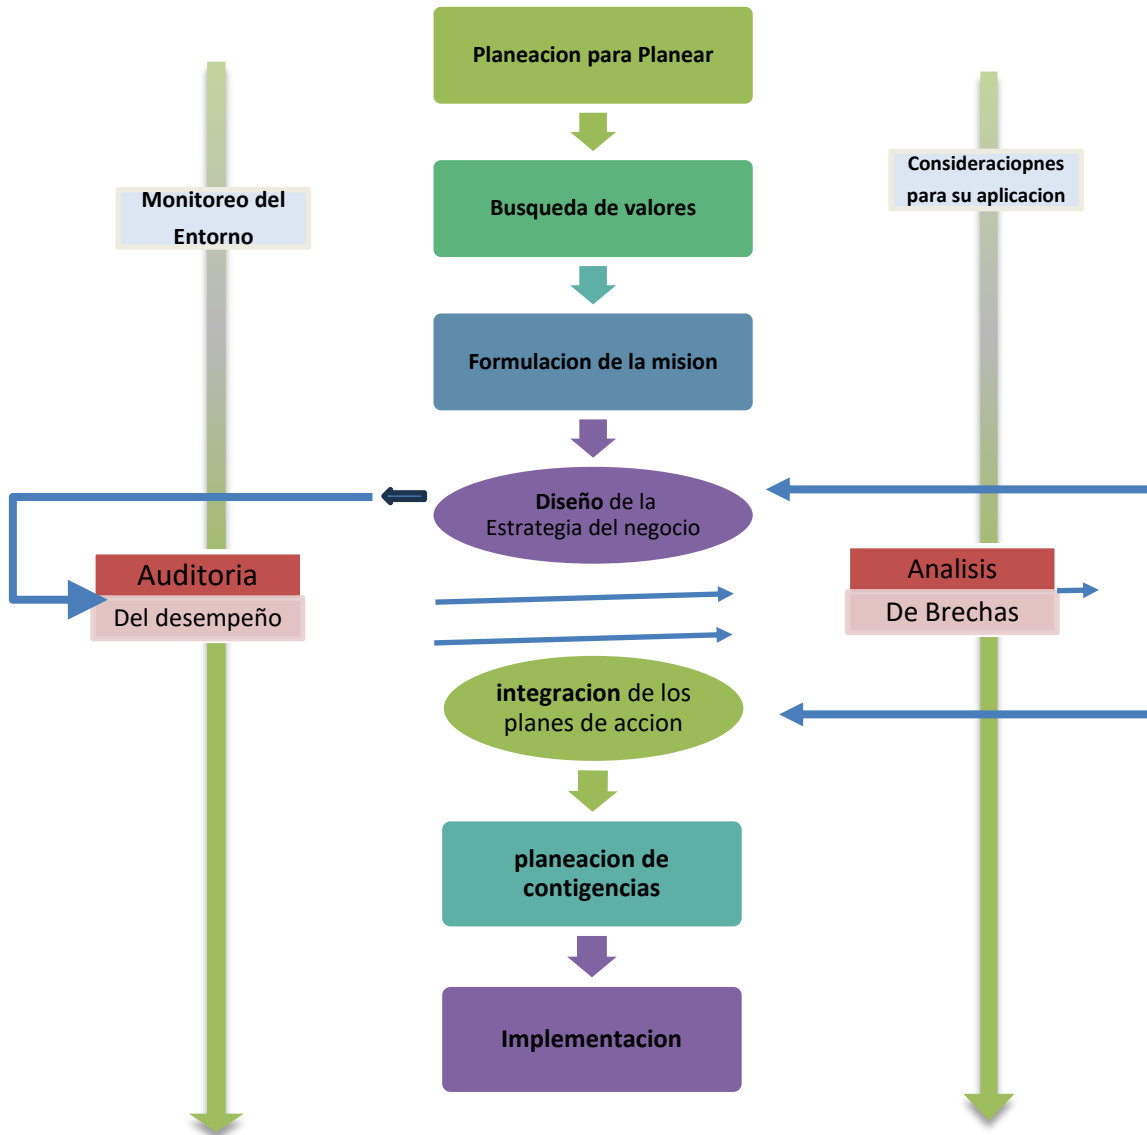 Planeacion para Planear
Consideraciopnes
para su aplicacion
Monitoreo del
Entorno
Busqueda de valores
Formulacion de la mision
Diseño de la
Estrategia del negocio
Auditoria
Del desempeño
Analisis
De Brechas
integracion de los
planes de accion
planeacion de
contigencias
Implementacion